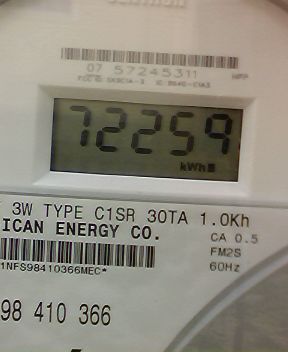 07 57245311
72259
kWh
3W TYPE C1SR 30TA 1.0Kh
ICAN ENERGY CO.
CA 0.5
FM2S
60Hz
1NFS98410366MEC*
98 410 366